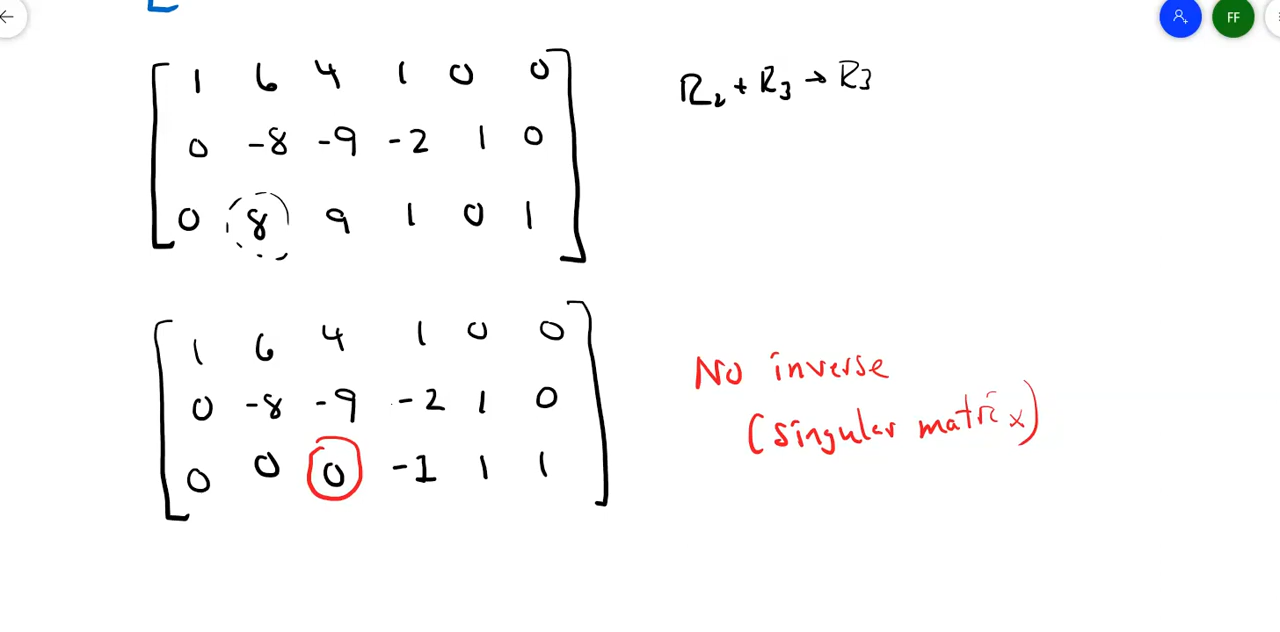 FF
1 6 4 1 0 0
R₂ + R₃ → R₃
0 -8 -9 -2 1 0
0 8 9 1 0 1
1 6 4 1 0 0
No inverse
0 -8 -9 -2 1 0
(singular matrix)
0 0 0 -1 1 1